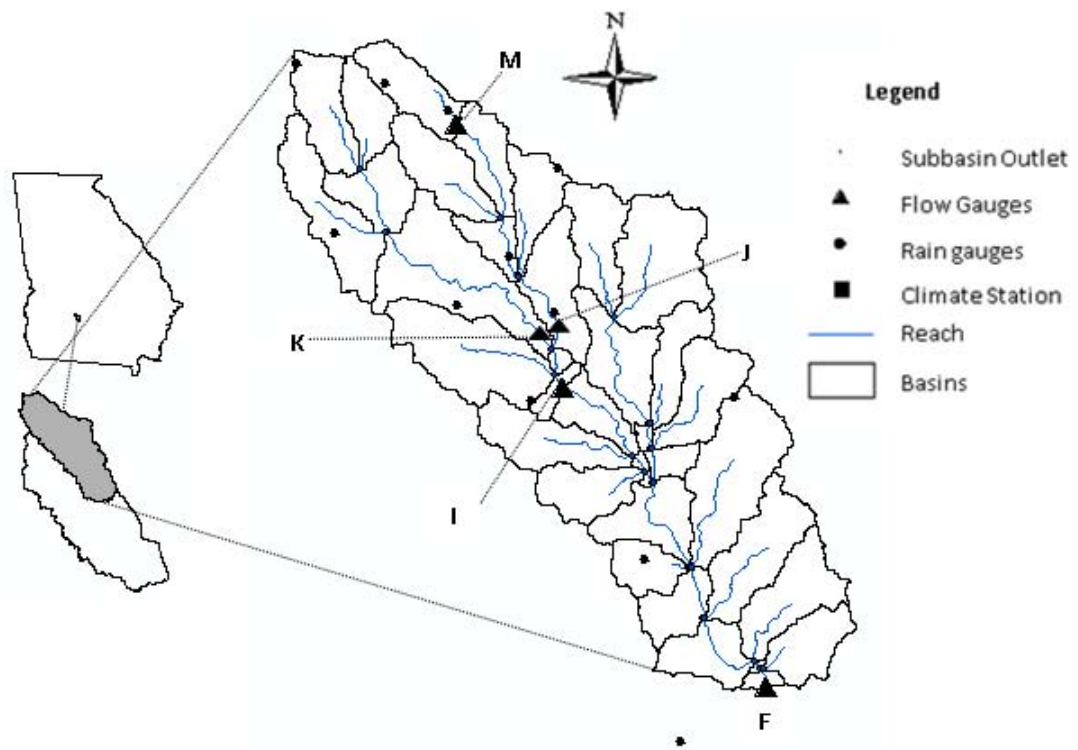 N
M
Legend
Subbasin Outlet
Flow Gauges
Rain gauges
Climate Station
Reach
Basins
J
K
I
F